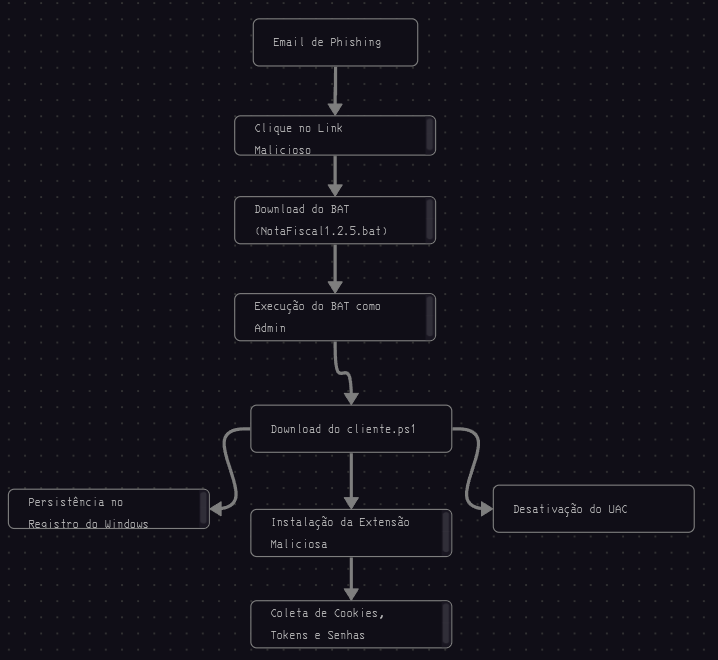 Email de Phishing
Clique no Link
Malicioso
Download do BAT
(NotaFiscal1.2.5.bat)
Execução do BAT como
Admin
Download do cliente.ps1
Persistência no
Registro do Windows
Desativação do UAC
Instalação da Extensão
Maliciosa
Coleta de Cookies,
Tokens e Senhas